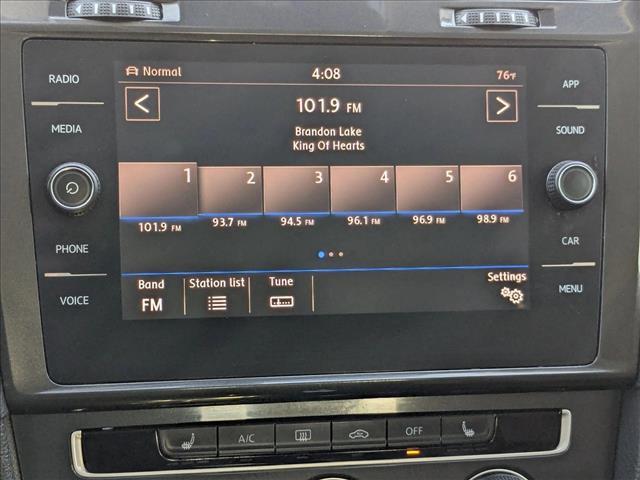 RADIO
MEDIA
PHONE
VOICE
Normal 4:08 76°F
< 101.9 FM >
Brandon Lake
King Of Hearts
1 2 3 4 5 6
101.9 FM 93.7 FM 94.5 FM 96.1 FM 96.9 FM 98.9 FM
Band Station list Tune Settings
FM
APP
SOUND
CAR
MENU
A/C OFF